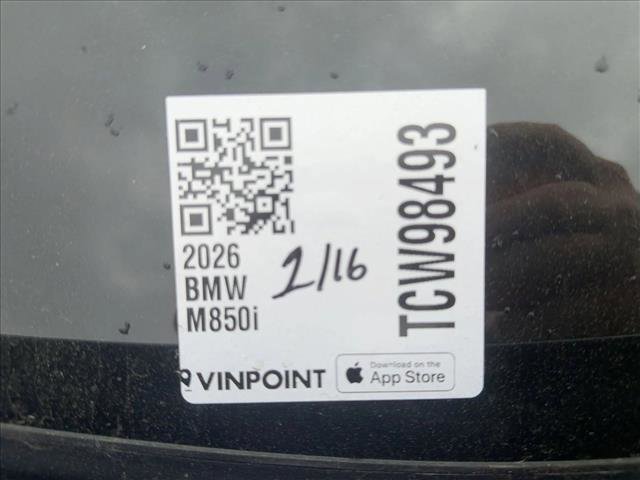 2026
BMW
M850i
2/16
TCW98493
VINPOINT
Download on the
App Store